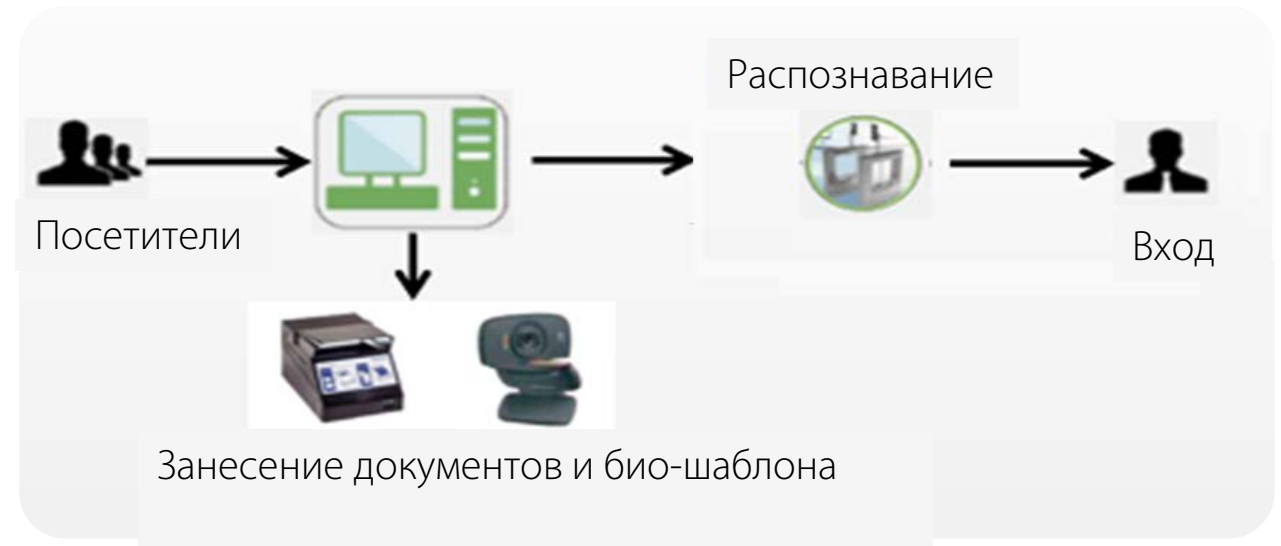 Распознавание
Посетители
Вход
Занесение документов и био-шаблона